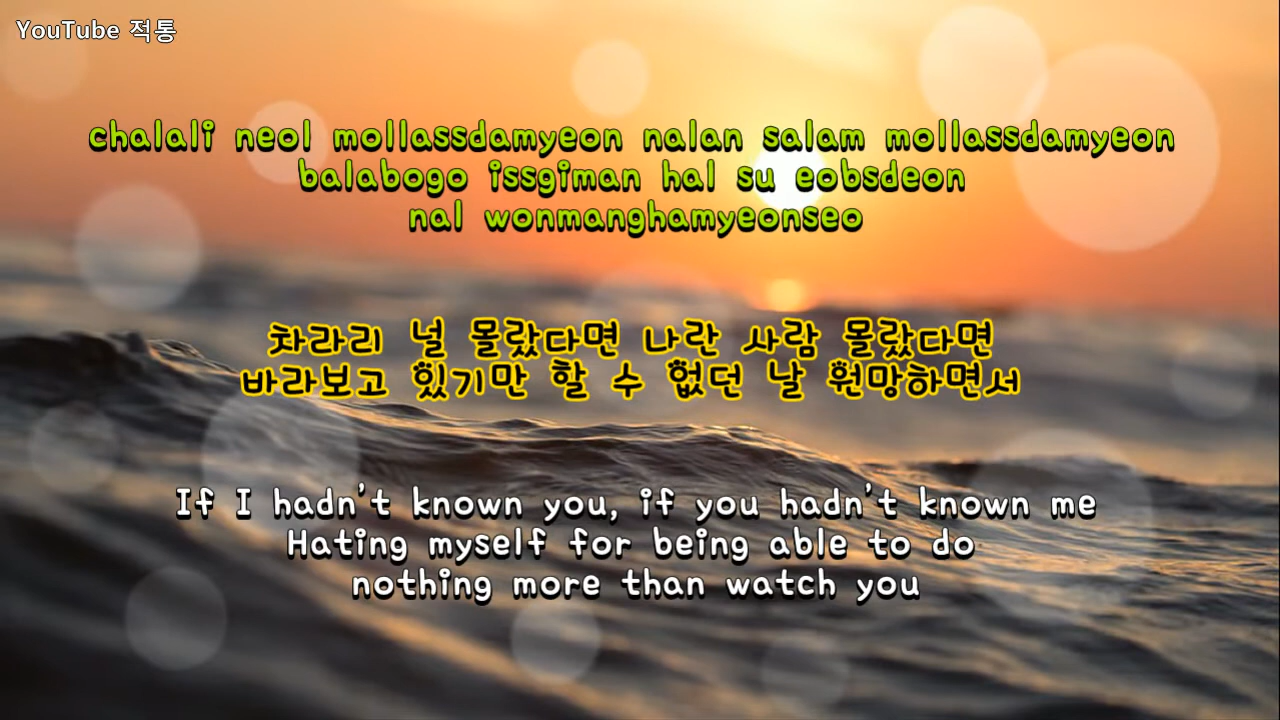 YouTube 적통
chalali neol mollassdamyeon nalan salam mollassdamyeon
balabogo issgiman hal su eobsdeon
nal wonmanghamyeonseo
차라리 널 몰랐다면 나란 사람 몰랐다면
바라보고 있기만 할 수 없던 날 원망하면서
If I hadn't known you, if you hadn't known me
Hating myself for being able to do
nothing more than watch you